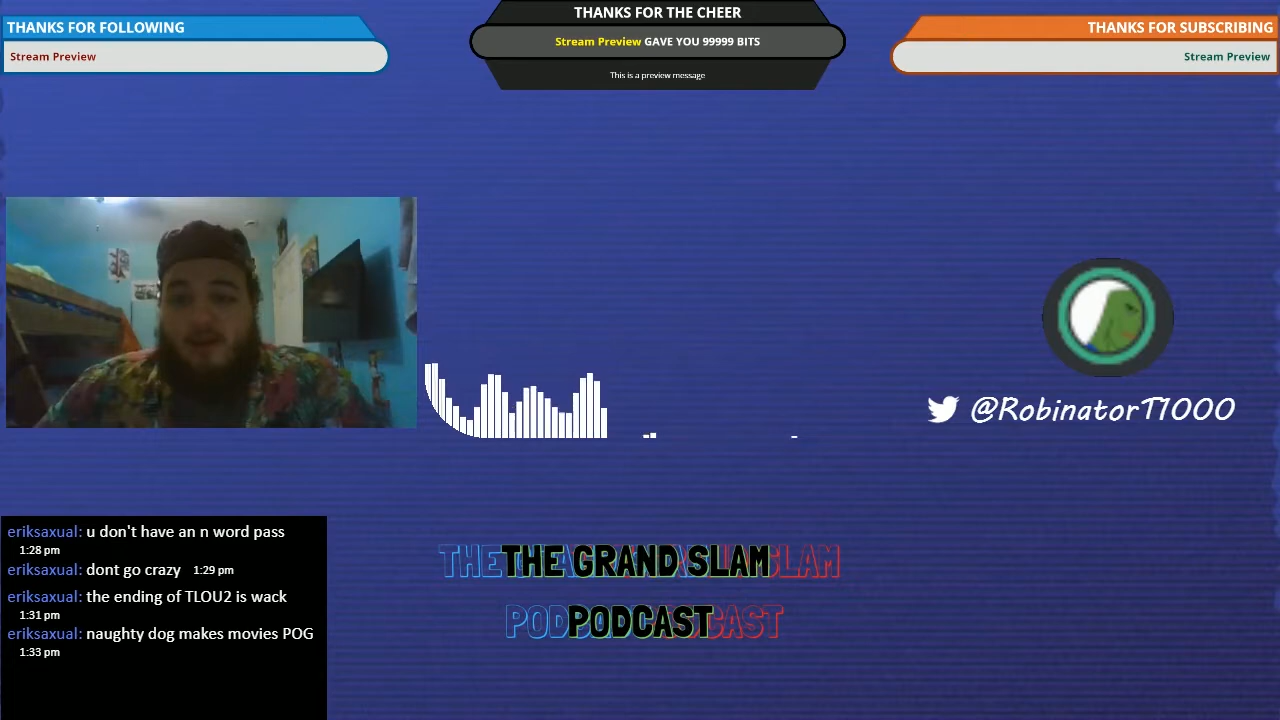 THANKS FOR FOLLOWING
Stream Preview
THANKS FOR THE CHEER
Stream Preview GAVE YOU 99999 BITS
This is a preview message
THANKS FOR SUBSCRIBING
Stream Preview
@RobinatorT1000
eriksaxual: u don't have an n word pass
1:28 pm
eriksaxual: dont go crazy 1:29 pm
eriksaxual: the ending of TLOU2 is wack
1:31 pm
eriksaxual: naughty dog makes movies POG
1:33 pm
THE GRAND SLAM
PODCAST